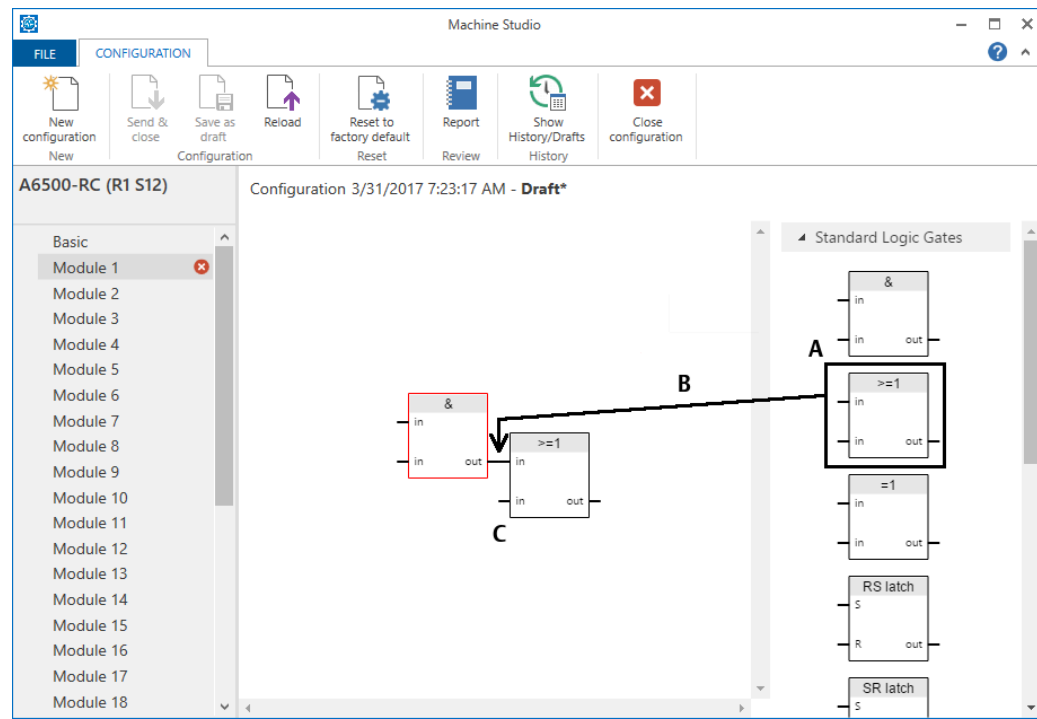 Machine Studio
FILE
CONFIGURATION
New configuration
Send & close
Save as draft
Reload
Reset to factory default
Report
Show History/Drafts
Close configuration
New
Configuration
Reset
Review
History
A6500-RC (R1 S12)
Configuration 3/31/2017 7:23:17 AM - Draft*
Basic
Module 1
Module 2
Module 3
Module 4
Module 5
Module 6
Module 7
Module 8
Module 9
Module 10
Module 11
Module 12
Module 13
Module 14
Module 15
Module 16
Module 17
Module 18
&
in
in out
>=1
in
in out
C
B
A
Standard Logic Gates
&
in
in out
>=1
in
in out
=1
in
in out
RS latch
S
R out
SR latch
S